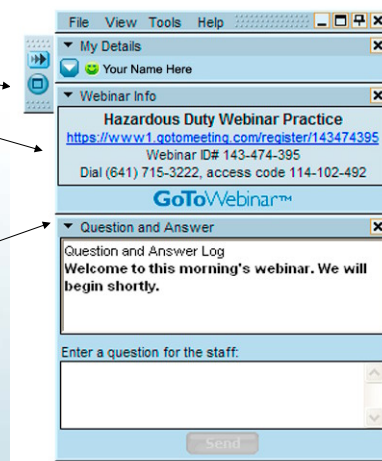 File View Tools Help
My Details
Your Name Here
Webinar Info
Hazardous Duty Webinar Practice
https://www1.gotomeeting.com/register/143474395
Webinar ID# 143-474-395
Dial (641) 715-3222, access code 114-102-492
GoToWebinar™
Question and Answer
Question and Answer Log
Welcome to this morning's webinar. We will
begin shortly.
Enter a question for the staff:
Send